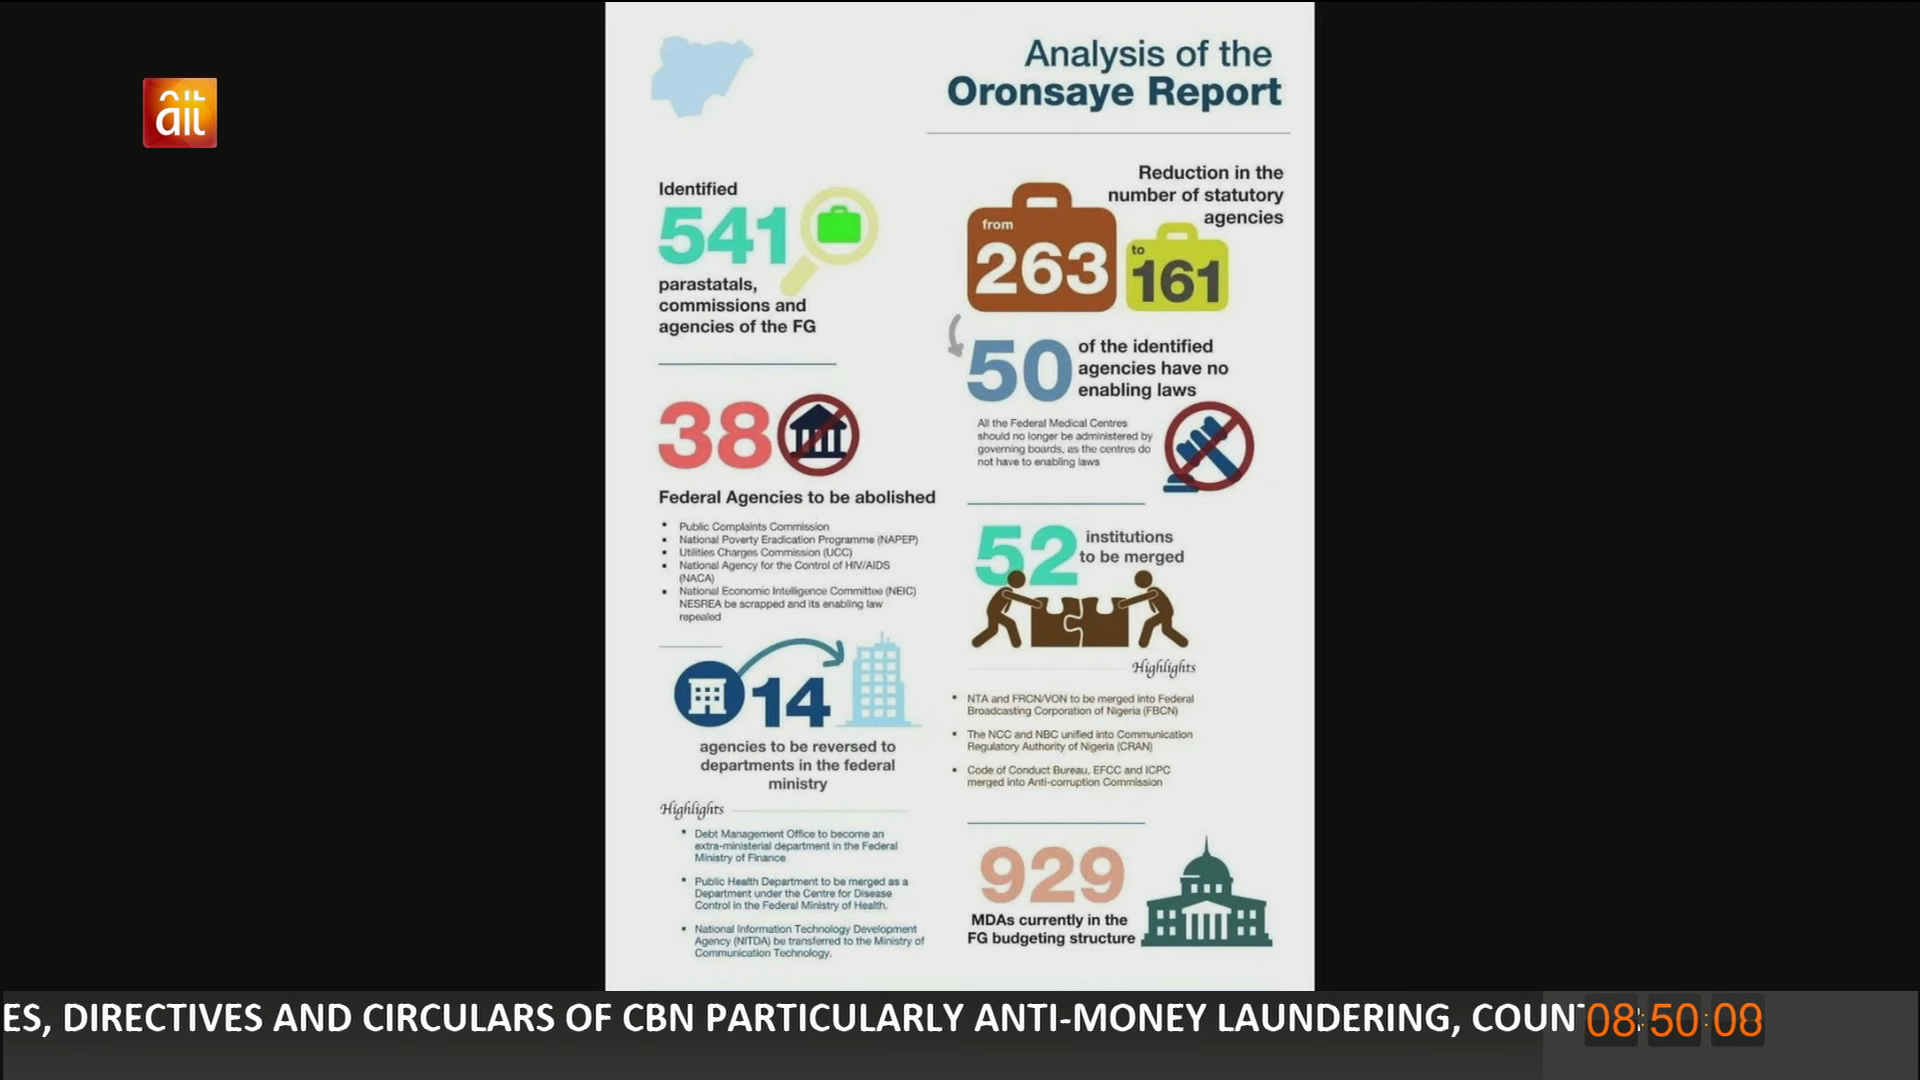 ait
Analysis of the
Oronsaye Report
Identified
541
parastatals,
commissions and
agencies of the FG
38
Federal Agencies to be abolished
• Public Complaints Commission
• National Poverty Eradication Programme (NAPEP)
• Utilities Charges Commission (UCC)
• National Agency for the Control of HIV/AIDS
(NACA)
• National Economic Intelligence Committee (NEIC)
NESREA be scrapped and its enabling law
repealed
14
agencies to be reversed to
departments in the federal
ministry
Highlights
• Debt Management Office to become an
extra-ministerial department in the Federal
Ministry of Finance
• Public Health Department to be merged as a
Department under the Centre for Disease
Control in the Federal Ministry of Health.
• National Information Technology Development
Agency (NITDA) be transferred to the Ministry of
Communication Technology.
Reduction in the
number of statutory
agencies
from
263
to
161
50
of the identified
agencies have no
enabling laws
All the Federal Medical Centres
should no longer be administered by
governing boards, as the centres do
not have to enabling laws
52
institutions
to be merged
Highlights
• NTA and FRCN/VON to be merged into Federal
Broadcasting Corporation of Nigeria (FBCN)
• The NCC and NBC unified into Communication
Regulatory Authority of Nigeria (CRAN)
• Code of Conduct Bureau, EFCC and ICPC
merged into Anti-corruption Commission
929
MDAs currently in the
FG budgeting structure
ES, DIRECTIVES AND CIRCULARS OF CBN PARTICULARLY ANTI-MONEY LAUNDERING, COUNT
08:50:08